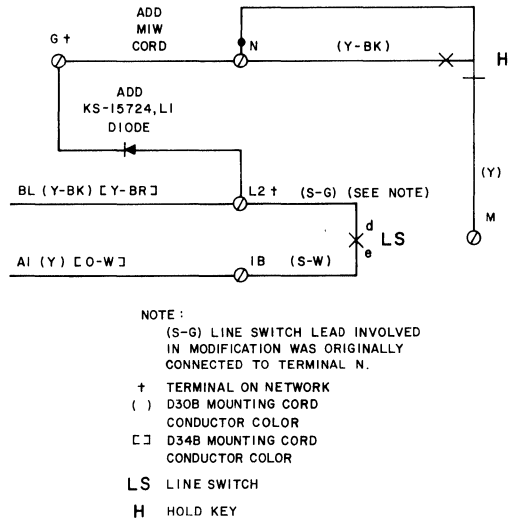 ADD
MIW
CORD
G †
N
(Y-BK)
H
ADD
KS-15724,L1
DIODE
(Y)
BL (Y-BK) [Y-BR]
L2 †
(S-G) (SEE NOTE)
M
d
LS
e
A1 (Y) [O-W]
1B
(S-W)
NOTE:
(S-G) LINE SWITCH LEAD INVOLVED
IN MODIFICATION WAS ORIGINALLY
CONNECTED TO TERMINAL N.
† TERMINAL ON NETWORK
( ) D30B MOUNTING CORD
CONDUCTOR COLOR
[ ] D34B MOUNTING CORD
CONDUCTOR COLOR
LS LINE SWITCH
H HOLD KEY